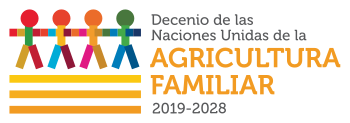 Decenio de las
Naciones Unidas de la
AGRICULTURA
FAMILIAR
2019-2028